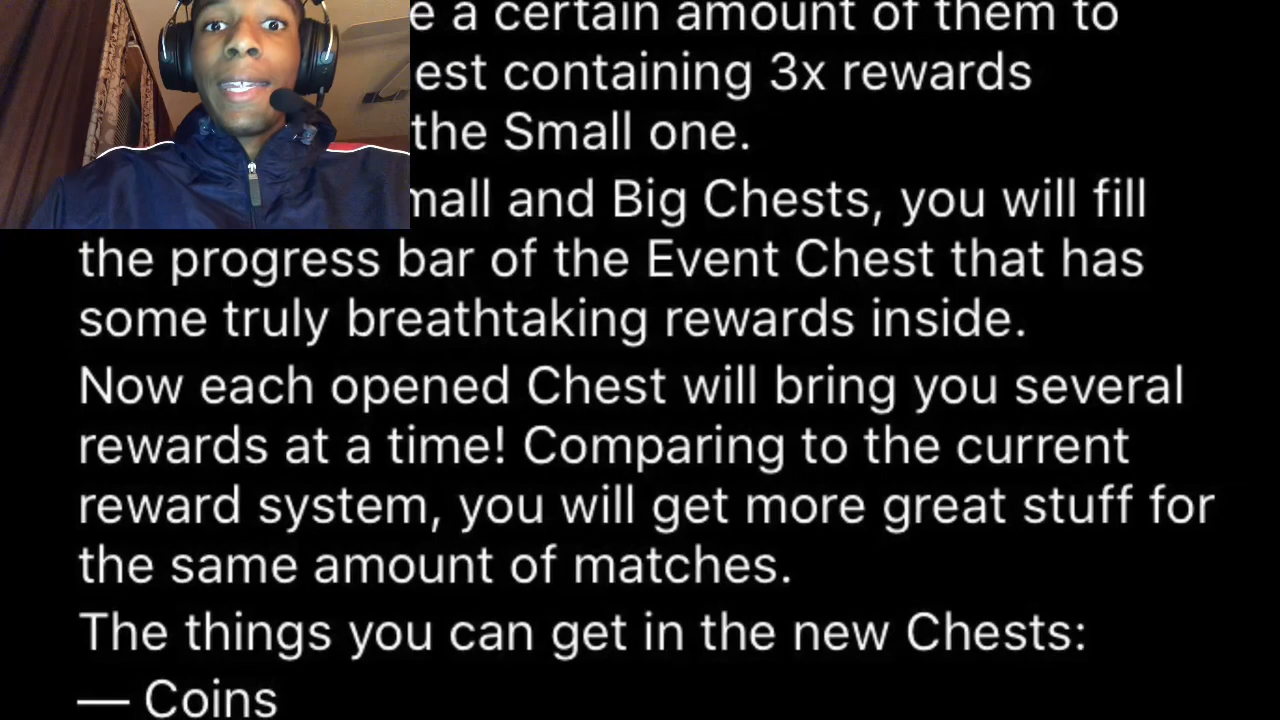 a certain amount of them to
containing 3x rewards
the Small one.
and Big Chests, you will fill
the progress bar of the Event Chest that has
some truly breathtaking rewards inside.
Now each opened Chest will bring you several
rewards at a time! Comparing to the current
reward system, you will get more great stuff for
the same amount of matches.
The things you can get in the new Chests:
— Coins